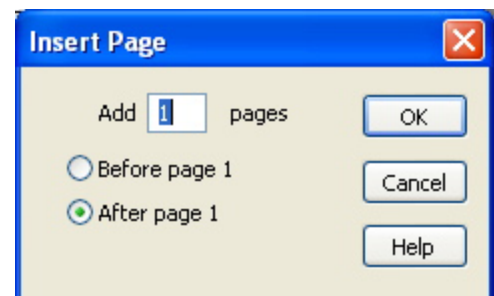 Insert Page
Add 1 pages
OK
Before page 1
Cancel
After page 1
Help